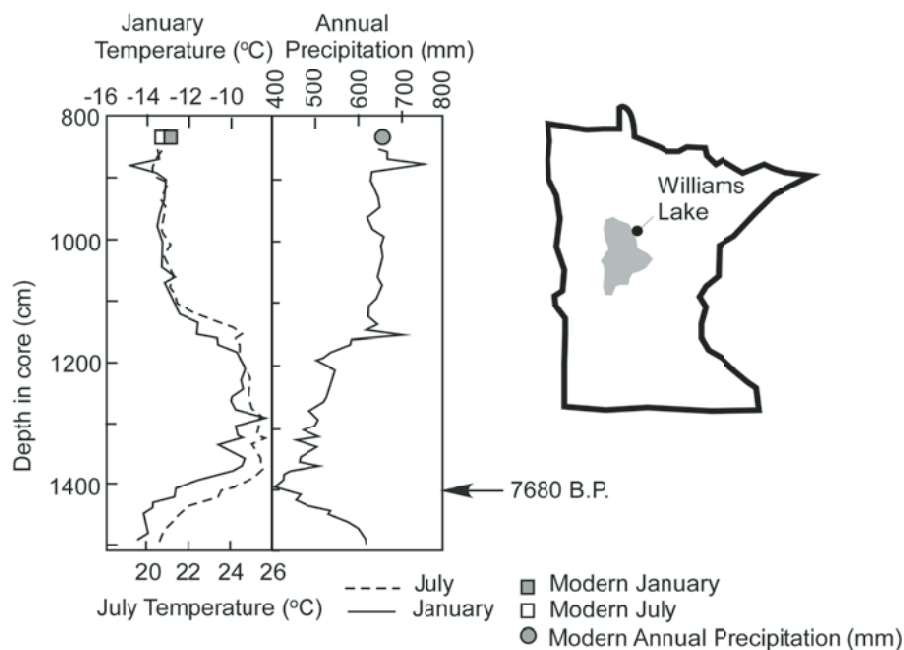 January
Temperature (ºC)
-16 -14 -12 -10
Annual
Precipitation (mm)
400
500
600
700
800
800
1000
1200
1400
Depth in core (cm)
20 22 24 26
July Temperature (ºC)
Williams
Lake
7680 B.P.
July
January
Modern January
Modern July
Modern Annual Precipitation (mm)